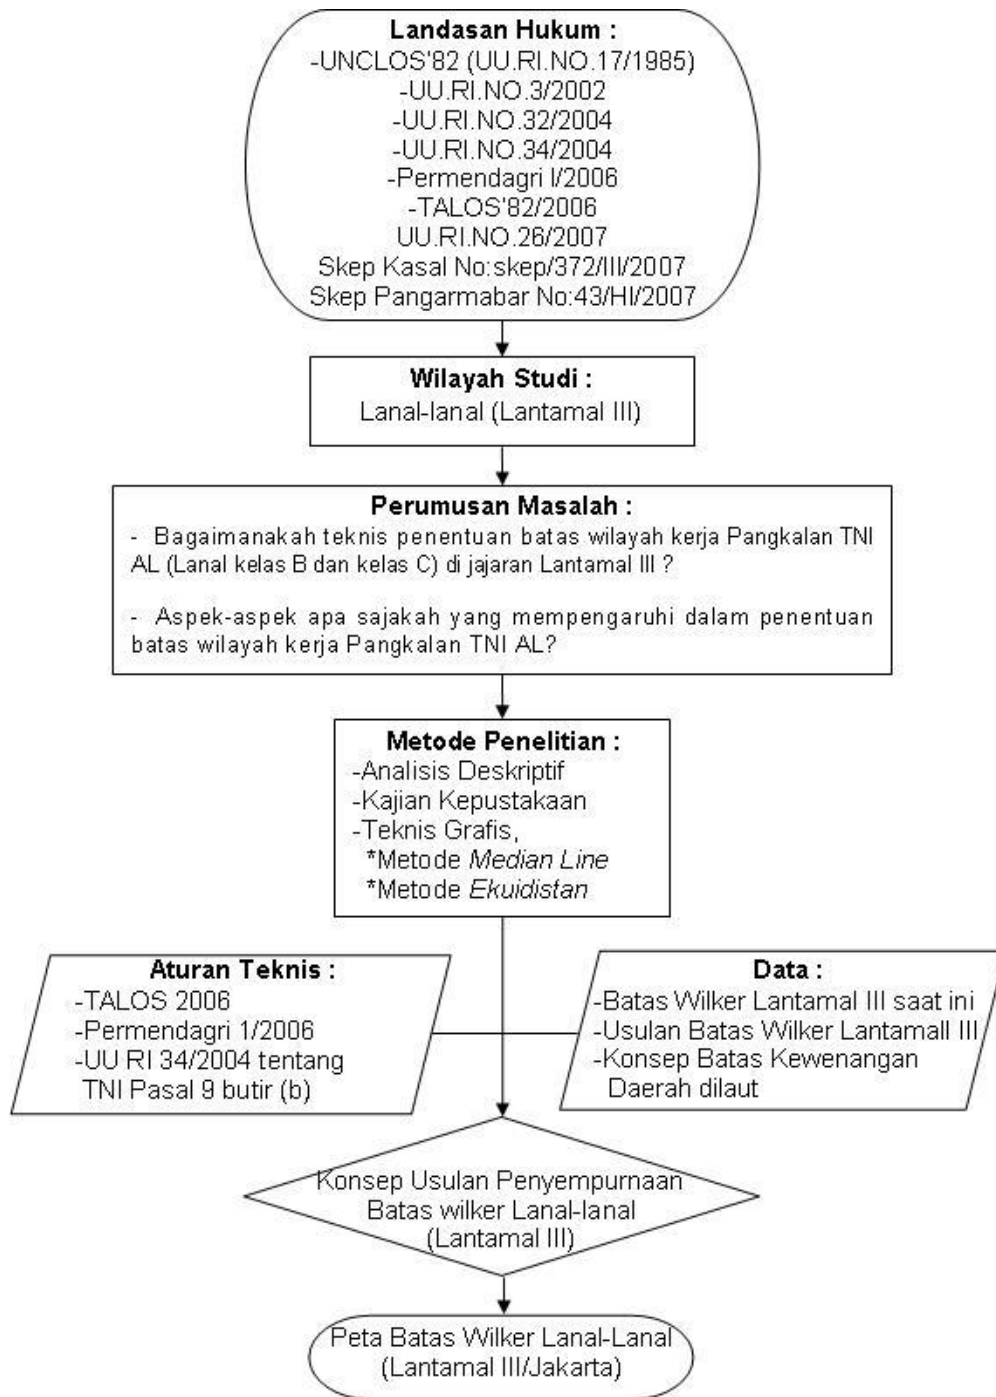 Landasan Hukum :
-UNCLOS'82 (UU.RI.NO.17/1985)
-UU.RI.NO.3/2002
-UU.RI.NO.32/2004
-UU.RI.NO.34/2004
-Permendagri I/2006
-TALOS'82/2006
UU.RI.NO.26/2007
Skep Kasal No:skep/372/III/2007
Skep Pangarmabar No:43/HI/2007
Wilayah Studi :
Lanal-lanal (Lantamal III)
Perumusan Masalah :
- Bagaimanakah teknis penentuan batas wilayah kerja Pangkalan TNI
AL (Lanal kelas B dan kelas C) di jajaran Lantamal III ?
- Aspek-aspek apa sajakah yang mempengaruhi dalam penentuan
batas wilayah kerja Pangkalan TNI AL?
Metode Penelitian :
-Analisis Deskriptif
-Kajian Kepustakaan
-Teknis Grafis,
*Metode Median Line
*Metode Ekuidistan
Aturan Teknis :
-TALOS 2006
-Permendagri 1/2006
-UU RI 34/2004 tentang
TNI Pasal 9 butir (b)
Data :
-Batas Wilker Lantamal III saat ini
-Usulan Batas Wilker Lantamall III
-Konsep Batas Kewenangan
Daerah dilaut
Konsep Usulan Penyempurnaan
Batas wilker Lanal-lanal
(Lantamal III)
Peta Batas Wilker Lanal-Lanal
(Lantamal III/Jakarta)